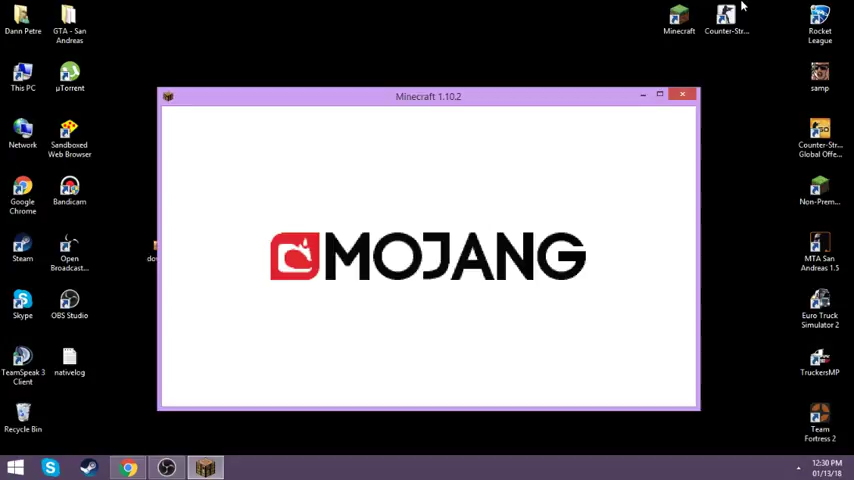 Dann Petre
GTA - San
Andreas
Minecraft
Counter-Str...
Rocket
League
This PC
µTorrent
samp
Minecraft 1.10.2
Network
Sandboxed
Web Browser
Counter-Str...
Global Offe...
MOJANG
Google
Chrome
Bandicam
Non-Prem...
Steam
Open
Broadcast...
MTA San
Andreas 1.5
Skype
OBS Studio
Euro Truck
Simulator 2
TeamSpeak 3
Client
nativelog
TruckersMP
Recycle Bin
Team
Fortress 2
12:30 PM
01/13/18